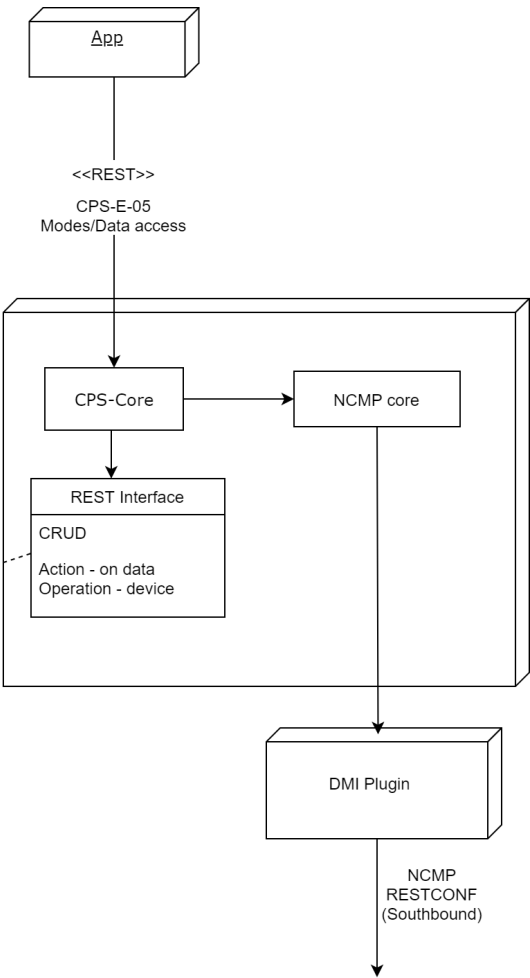 App
<<REST>>
CPS-E-05
Modes/Data access
CPS-Core
NCMP core
REST Interface
CRUD
Action - on data
Operation - device
DMI Plugin
NCMP
RESTCONF
(Southbound)